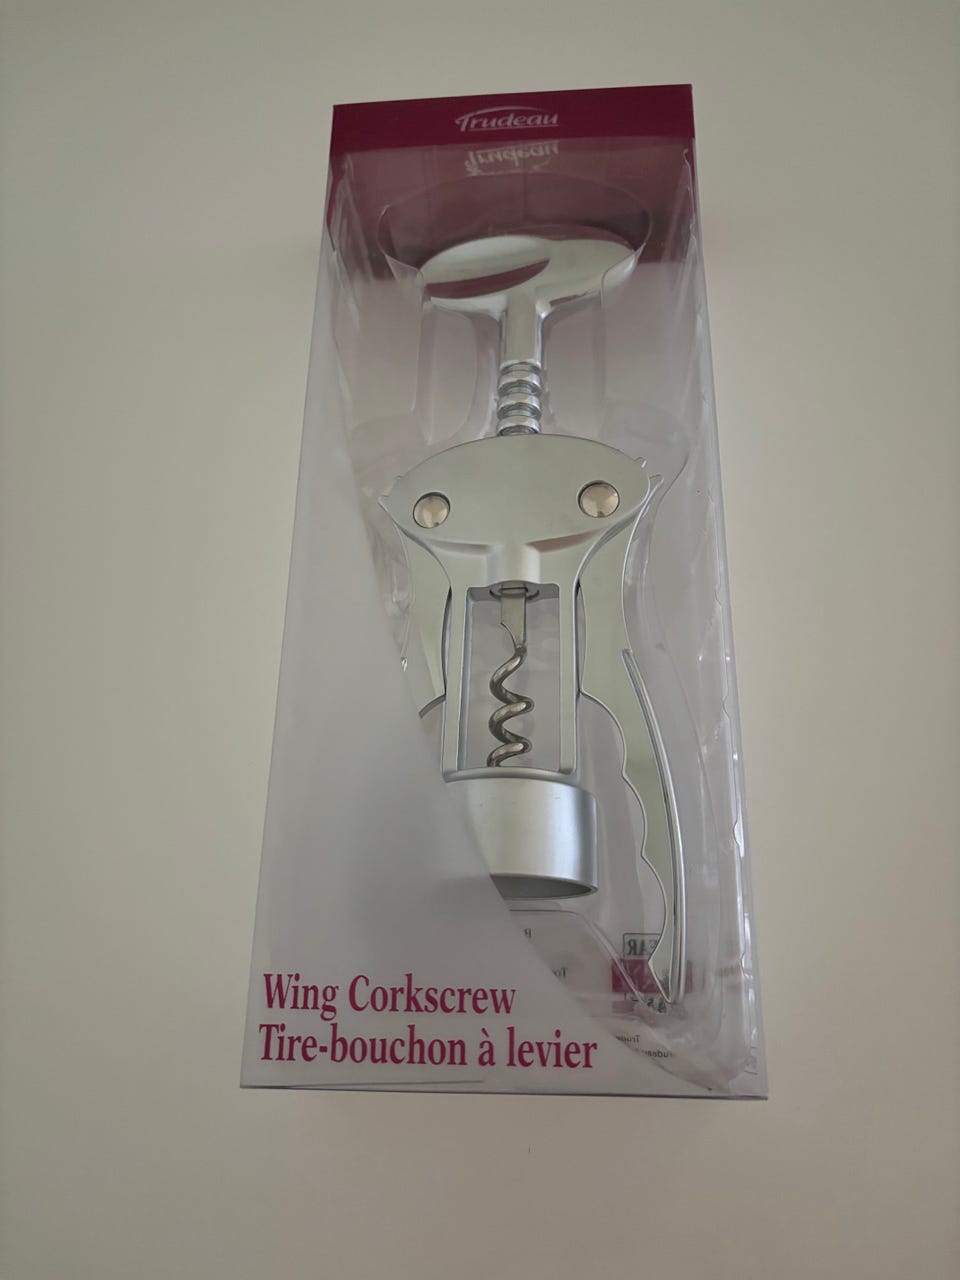 Trudeau
Wing Corkscrew
Tire-bouchon à levier